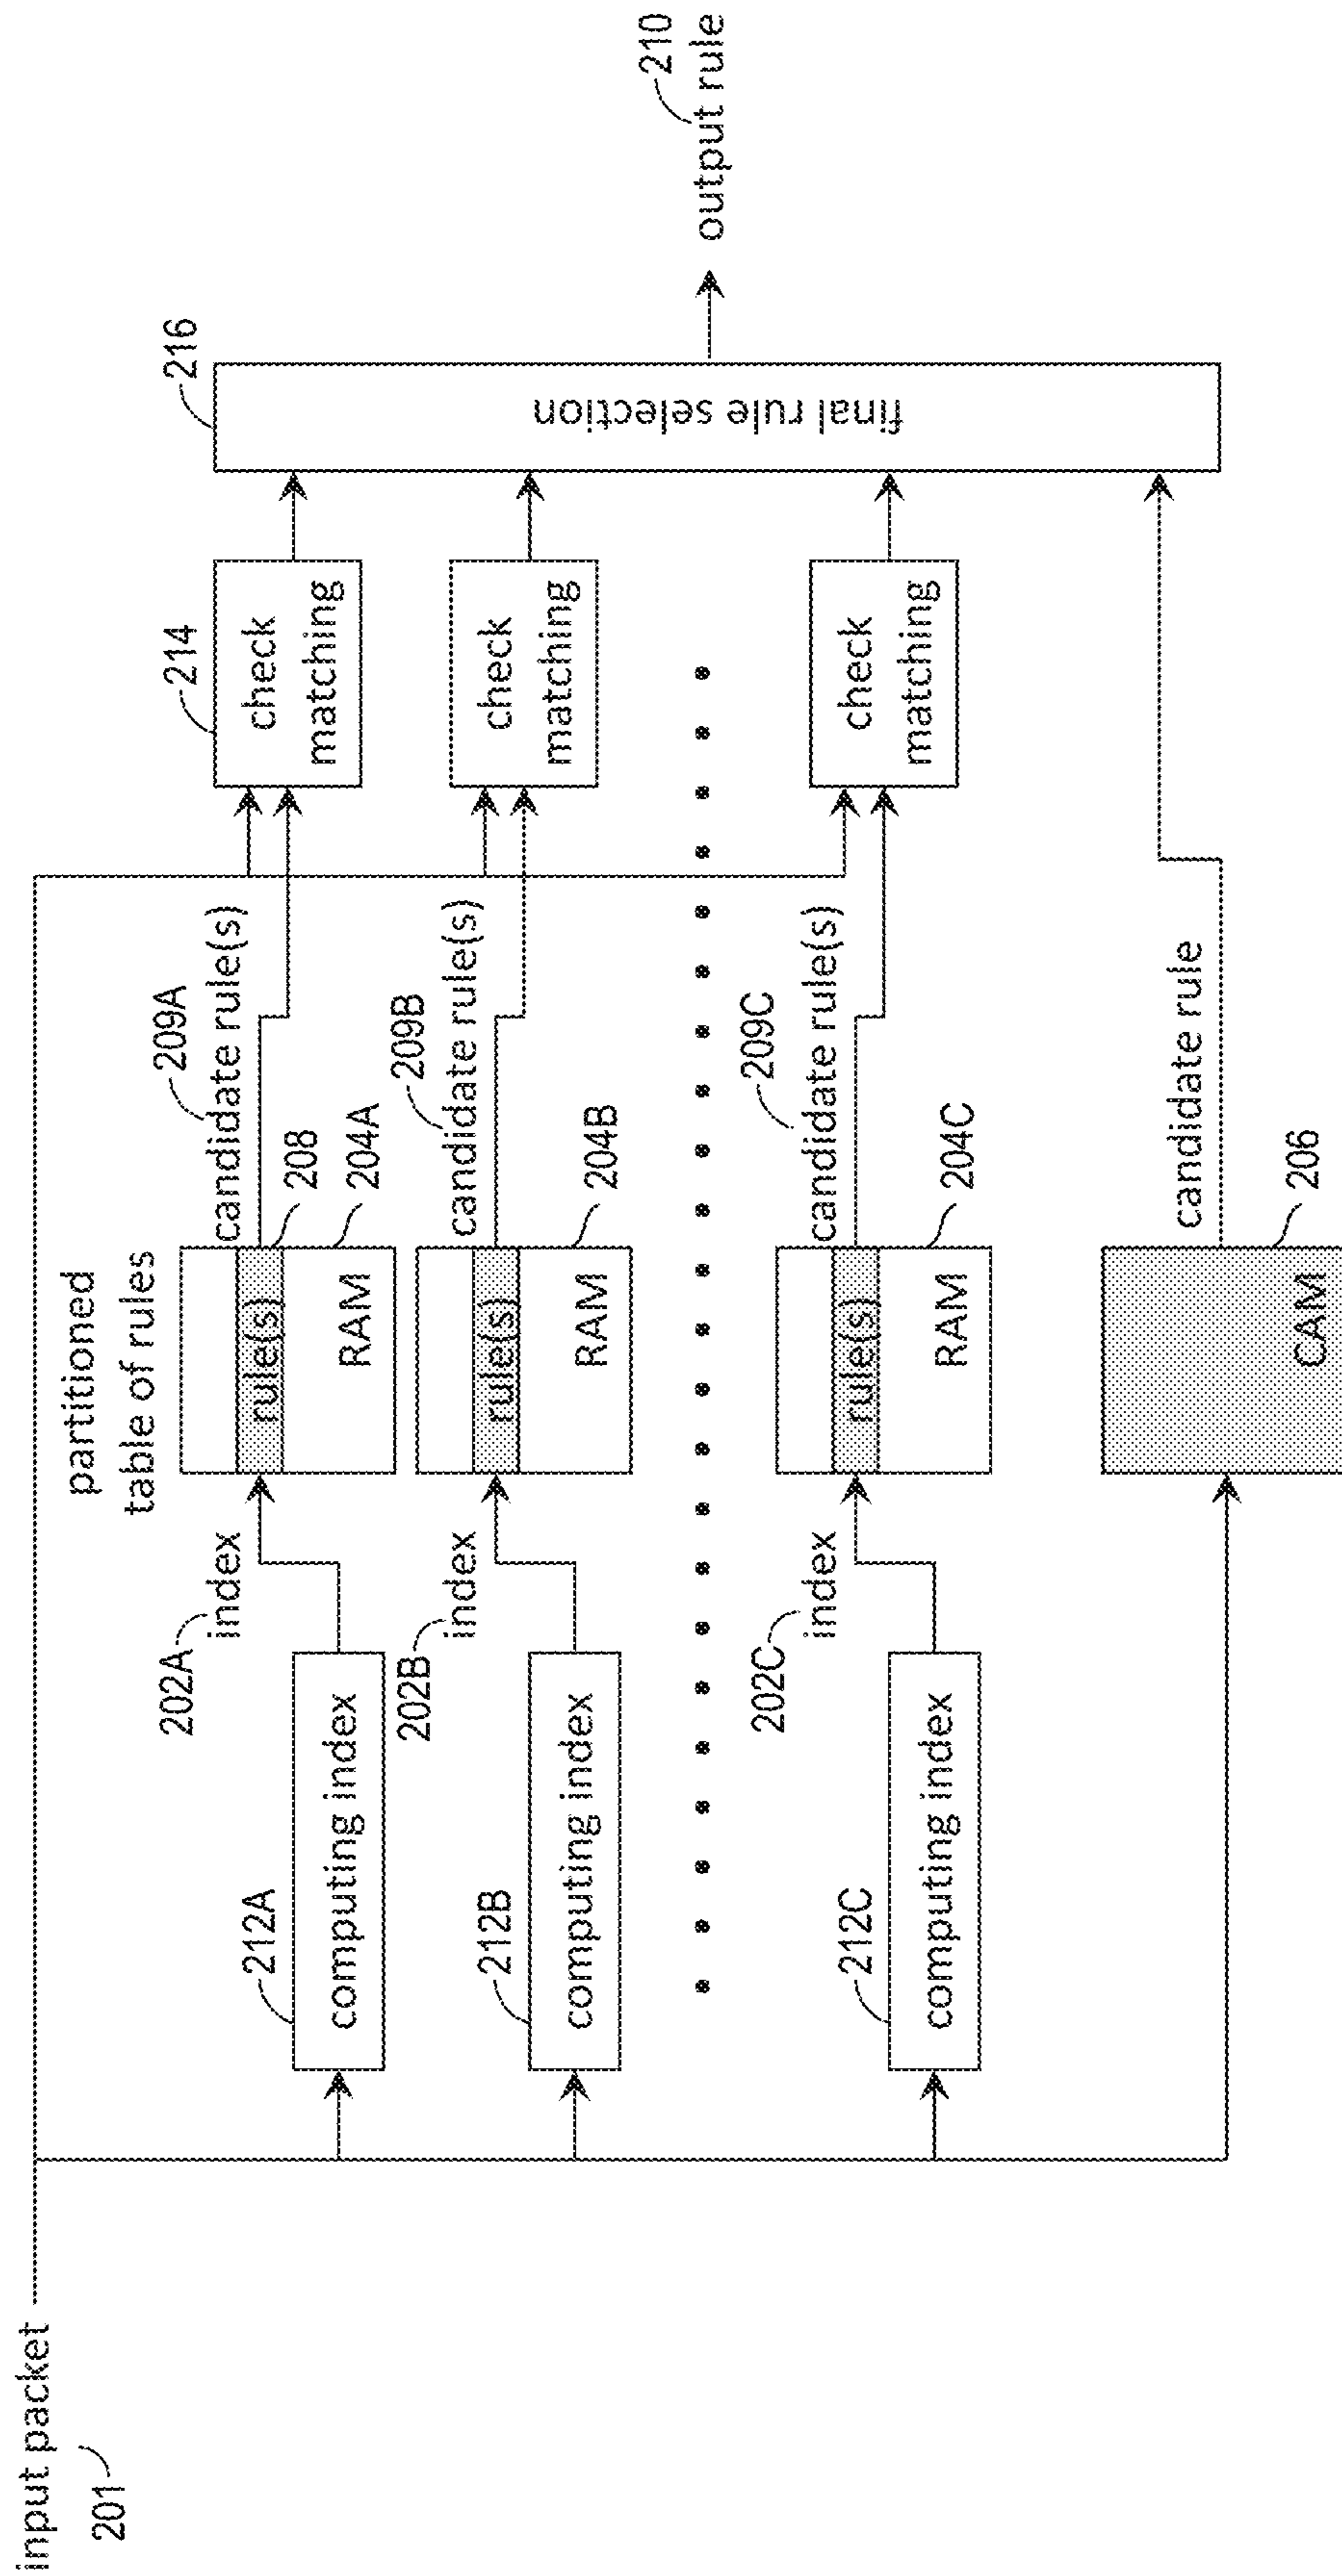 input packet
201
partitioned
table of rules
212A
computing index
202A
index
rule(s)
RAM
208
204A
209A
candidate rule(s)
214
check
matching
212B
computing index
202B
index
rule(s)
RAM
204B
209B
candidate rule(s)
check
matching
212C
computing index
202C
index
rule(s)
RAM
204C
209C
candidate rule(s)
check
matching
CAM
206
candidate rule
216
final rule selection
210
output rule